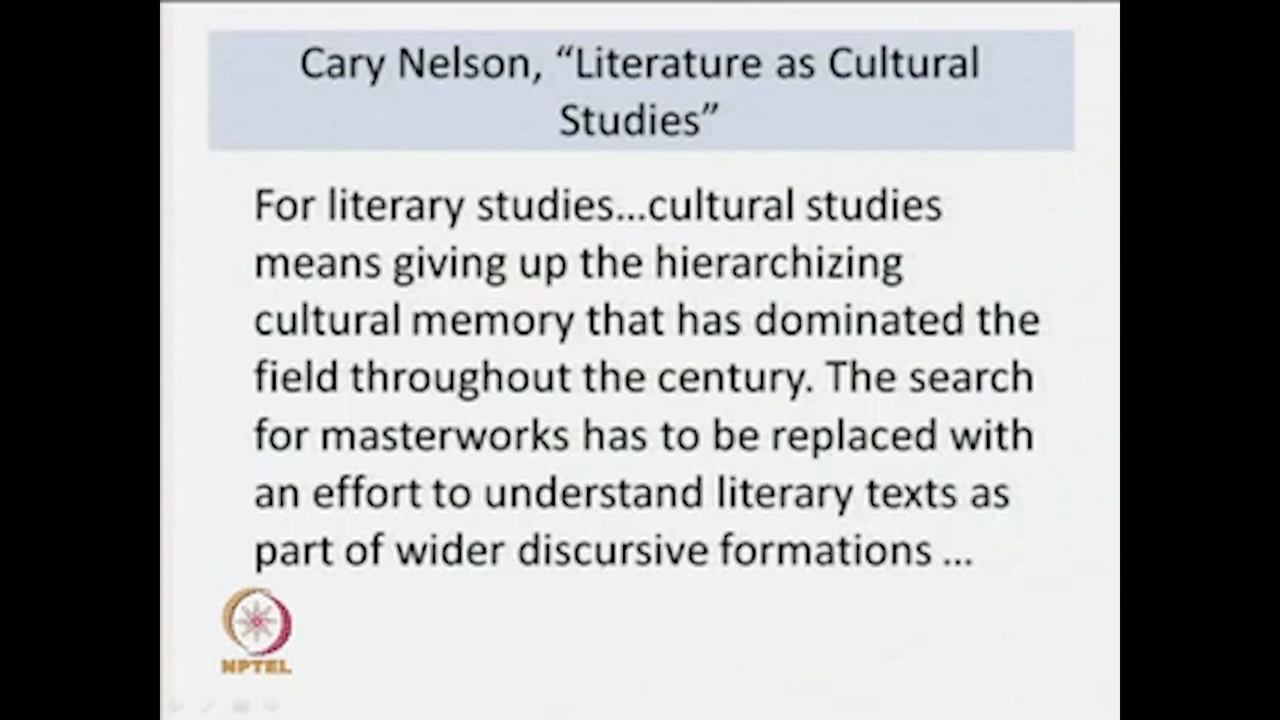 Cary Nelson, “Literature as Cultural
Studies”
For literary studies...cultural studies
means giving up the hierarchizing
cultural memory that has dominated the
field throughout the century. The search
for masterworks has to be replaced with
an effort to understand literary texts as
part of wider discursive formations ...
NPTEL